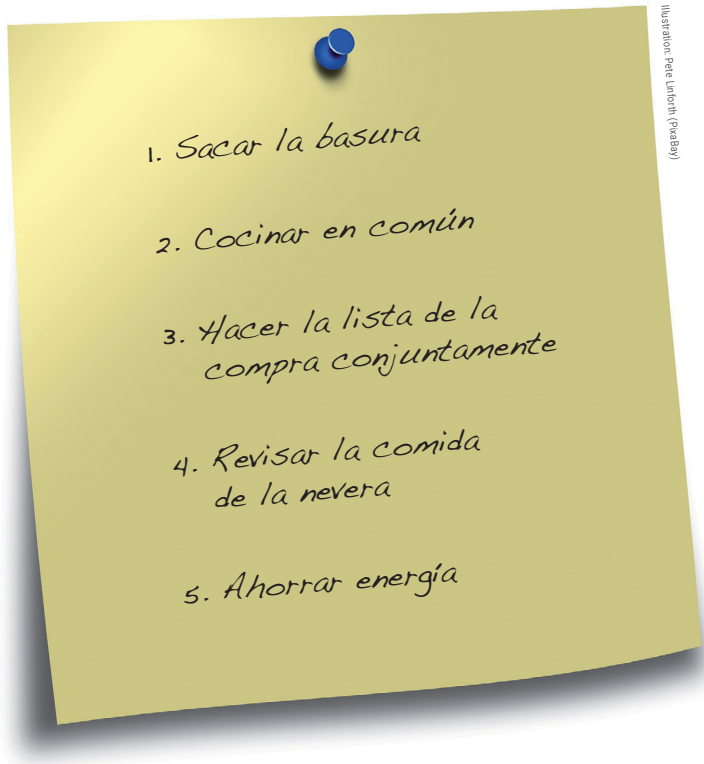 Illustration: Pete Linforth (PixaBay)
1. Sacar la basura
2. Cocinar en común
3. Hacer la lista de la
compra conjuntamente
4. Revisar la comida
de la nevera
5. Ahorrar energía